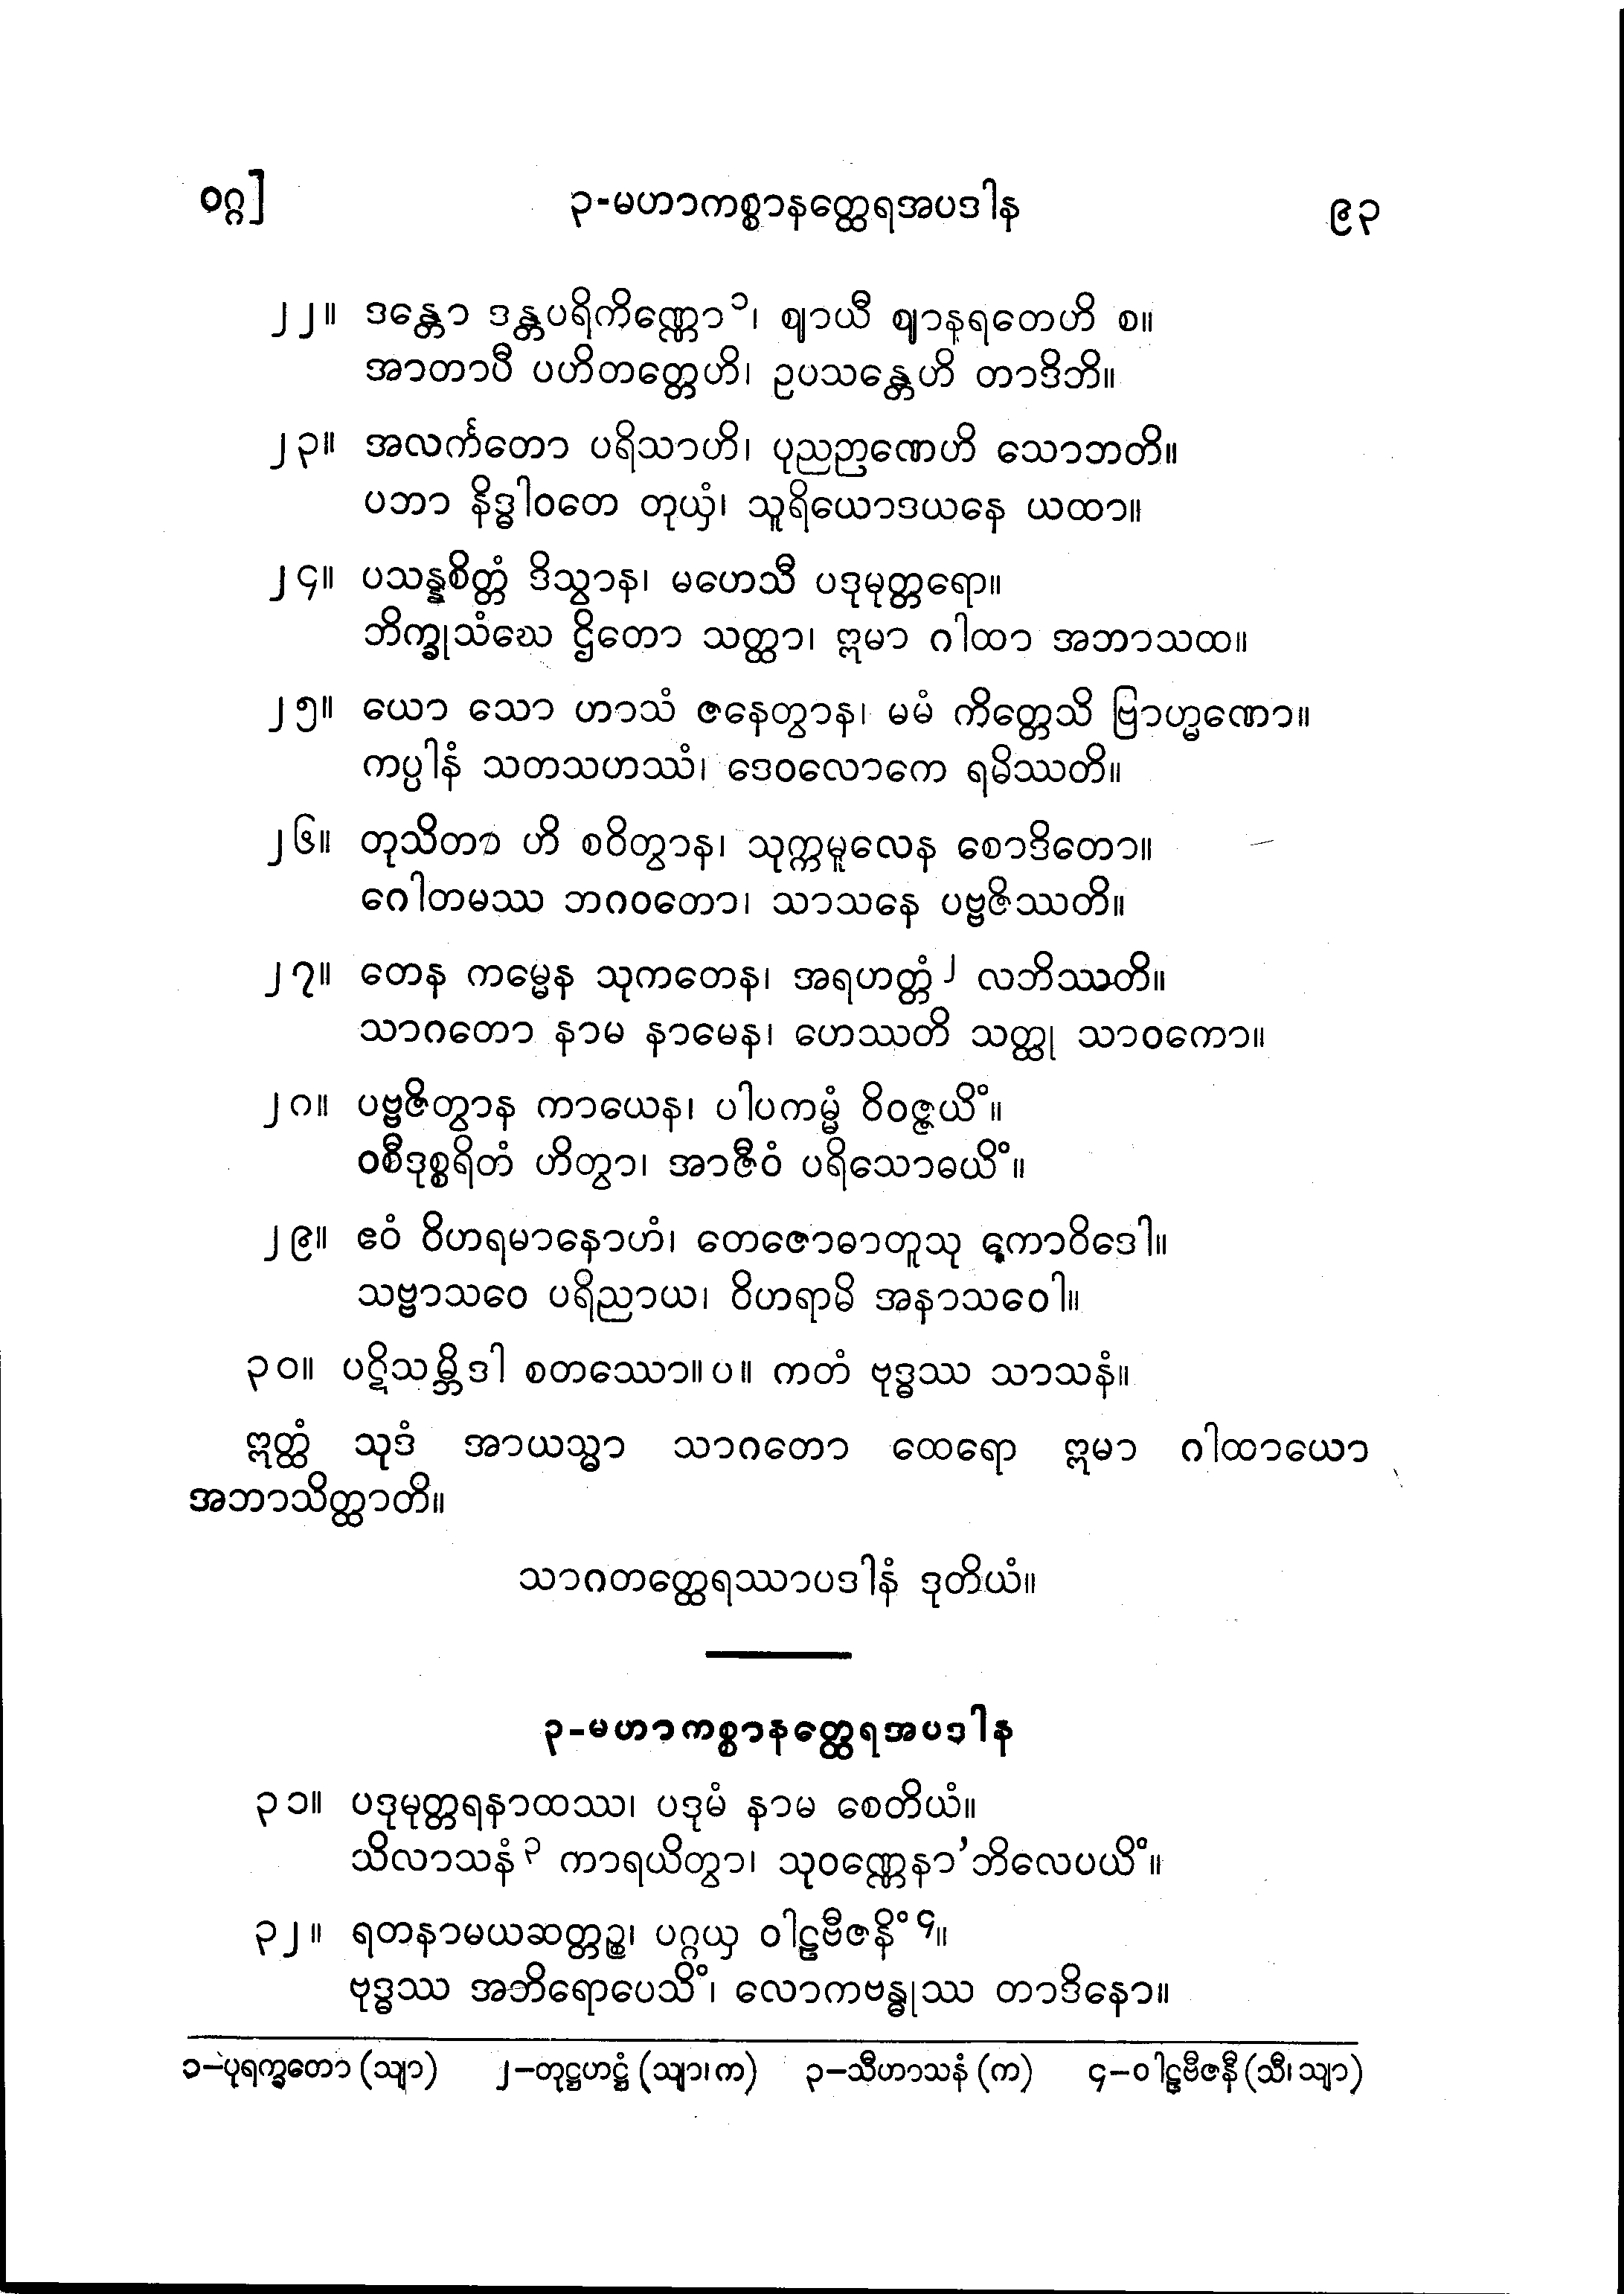 ဝဂ္ဂ] ၃-မဟာကစ္စာနတ္ထေရအပဒါန ၉၃
၂၂။ ဒန္တော ဒန္တပရိကိဏ္ဏော၁၊ ဈာယီ ဈာနရတေဟိ စ။
အာတာပီ ပဟိတတ္တေဟိ၊ ဥပသန္တေဟိ တာဒိဘိ။
၂၃။ အလင်္ကတော ပရိသာဟိ၊ ပုညဉာဏေဟိ သောဘတိ။
ပဘာ နိဒ္ဓါဝတေ တုယှံ၊ သူရိယောဒယနေ ယထာ။
၂၄။ ပသန္နစိတ္တံ ဒိသွာန၊ မဟေသီ ပဒုမုတ္တရော။
ဘိက္ခုသံဃေ ဌိတော သတ္ထာ၊ ဣမာ ဂါထာ အဘာသထ။
၂၅။ ယော သော ဟာသံ ဇနေတွာန၊ မမံ ကိတ္တေသိ ဗြာဟ္မဏော။
ကပ္ပါနံ သတသဟဿံ၊ ဒေဝလောကေ ရမိဿတိ။
၂၆။ တုသိတာ ဟိ စဝိတွာန၊ သုက္ကမူလေန စောဒိတော။
ဂေါတမဿ ဘဂဝတော၊ သာသနေ ပဗ္ဗဇိဿတိ။
၂၇။ တေန ကမ္မေန သုကတေန၊ အရဟတ္တံ၂ လဘိဿတိ။
သာဂတော နာမ နာမေန၊ ဟေဿတိ သတ္ထု သာဝကော။
၂၈။ ပဗ္ဗဇိတွာန ကာယေန၊ ပါပကမ္မံ ဝိဝဇ္ဇယိံ။
ဝစီဒုစ္စရိတံ ဟိတွာ၊ အာဇီဝံ ပရိသောဓယိံ။
၂၉။ ဧဝံ ဝိဟရမာနောဟံ၊ တေဇောဓာတူသု ကောဝိဒေါ။
သဗ္ဗာသဝေ ပရိညာယ၊ ဝိဟရာမိ အနာသဝေါ။
၃၀။ ပဋိသမ္ဘိဒါ စတဿော။ပ။ ကတံ ဗုဒ္ဓဿ သာသနံ။
ဣတ္ထံ သုဒံ အာယသ္မာ သာဂတော ထေရော ဣမာ ဂါထာယော
အဘာသိတ္ထာတိ။
သာဂတတ္ထေရဿာပဒါနံ ဒုတိယံ။
၃-မဟာကစ္စာနတ္ထေရအပဒါန
၃၁။ ပဒုမုတ္တရနာထဿ၊ ပဒုမံ နာမ စေတိယံ။
သိလာသနံ၃ ကာရယိတွာ၊ သုဝဏ္ဏေနာ’ဘိလေပယိံ။
၃၂။ ရတနာမယဆတ္တဉ္စ၊ ပဂ္ဂယှ ဝါဠဗီဇနိံ၄။
ဗုဒ္ဓဿ အဘိရောပေသိံ၊ လောကဗန္ဓုဿ တာဒိနော။
၁−ပုရက္ခတော (သျာ) ၂−တုဋ္ဌဟဋ္ဌံ (သျာ၊ က) ၃−သီဟာသနံ (က) ၄−ဝါဠဗီဇနီ (သီ၊ သျာ)